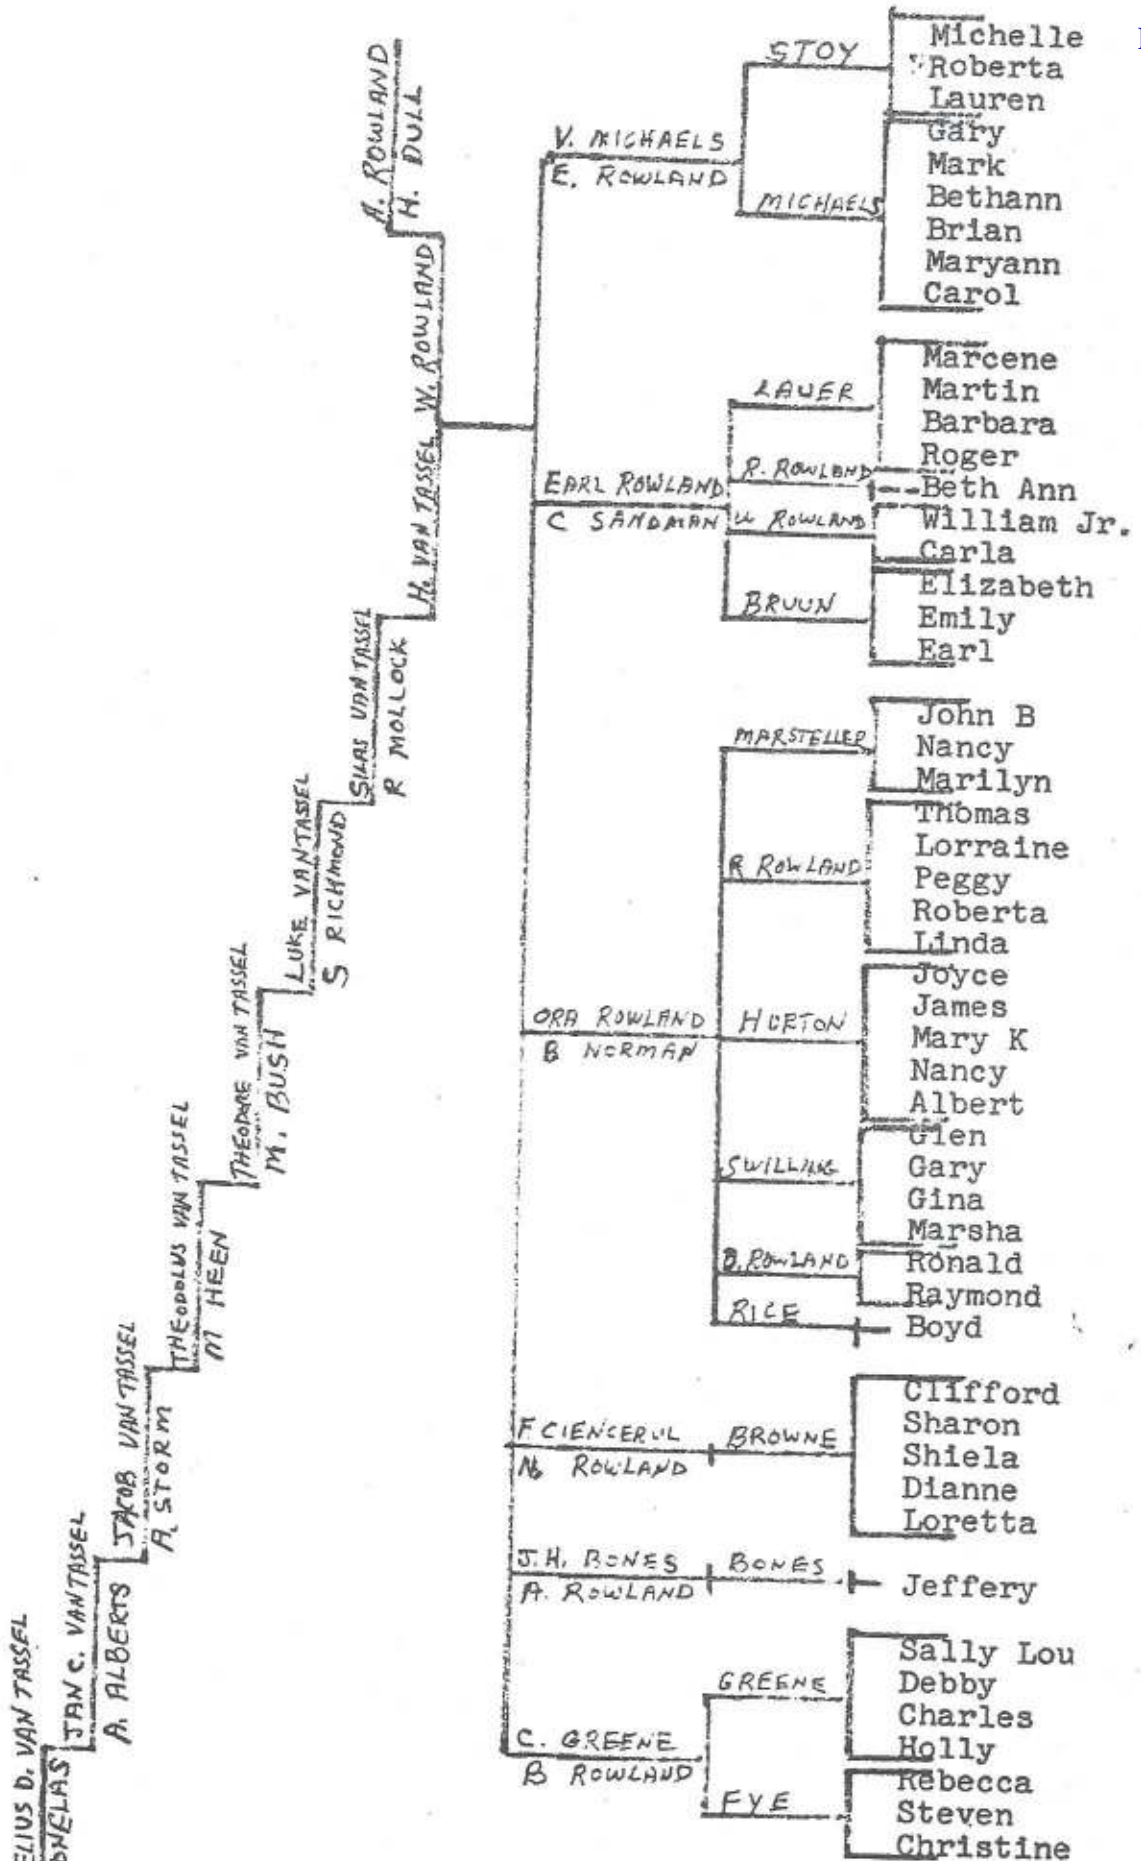 A. ROWLAND
H. DULL
STOY
Michelle
Roberta
Lauren
V. MICHAELS
E. ROWLAND
MICHAELS
Gary
Mark
Bethann
Brian
Maryann
Carol
H. VAN TASSEL W. ROWLAND
LAUER
Marcene
Martin
Barbara
Roger
EARL ROWLAND
C SANDMAN
R. ROWLAND
Beth Ann
W ROWLAND
William Jr.
Carla
BRUUN
Elizabeth
Emily
Earl
SILAS VAN TASSEL
R MOLLOCK
MARSTELLER
John B
Nancy
Marilyn
LUKE VAN TASSEL
S RICHMOND
R ROWLAND
Thomas
Lorraine
Peggy
Roberta
Linda
THEODORE VAN TASSEL
M. BUSH
ORA ROWLAND
B NORMAN
HORTON
Joyce
James
Mary K
Nancy
Albert
THEODOLUS VAN TASSEL
M HEEN
SWILLING
Glen
Gary
Gina
Marsha
B. ROWLAND
Ronald
Raymond
RICE
Boyd
JACOB VAN TASSEL
A. STORM
F CIENCERUL
N. ROWLAND
BROWNE
Clifford
Sharon
Shiela
Dianne
Loretta
JAN C. VAN TASSEL
A. ALBERTS
J.H. BONES
A. ROWLAND
BONES
Jeffery
ELIUS D. VAN TASSEL
ONELAS
C. GREENE
B ROWLAND
GREENE
Sally Lou
Debby
Charles
Holly
FYE
Rebecca
Steven
Christine